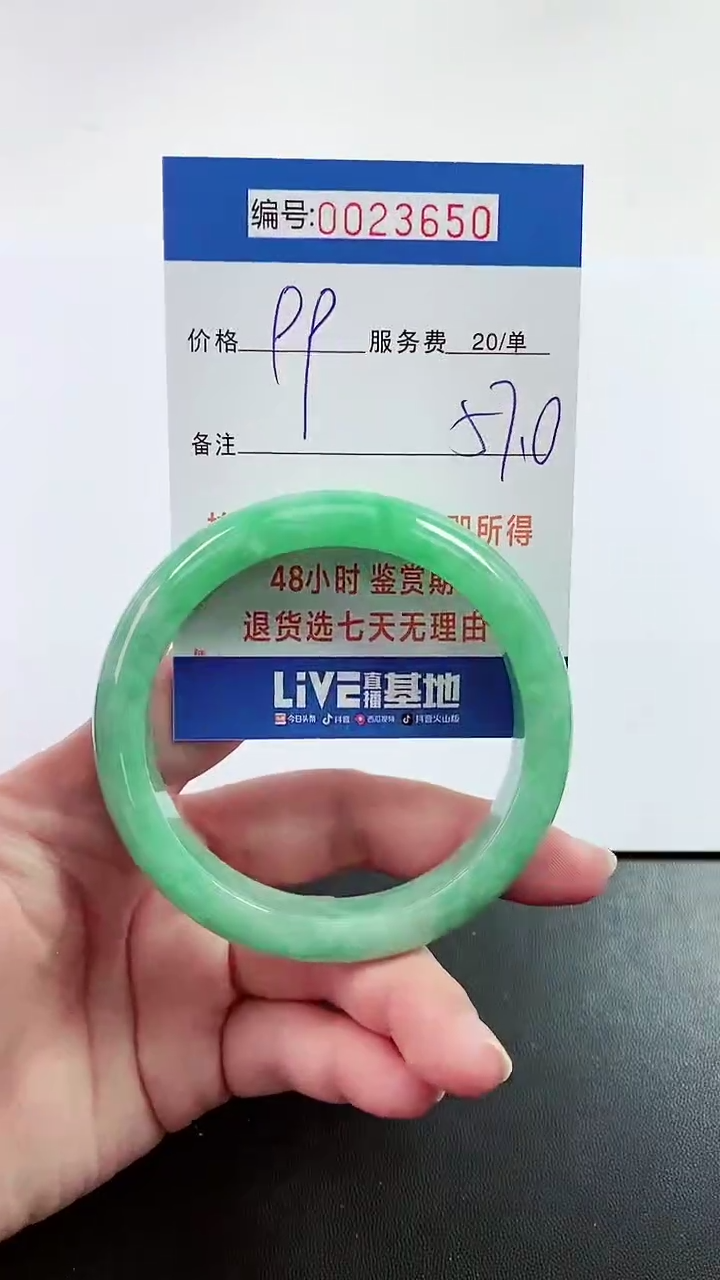 编号:0023650
价格 99 服务费 20/单
备注 57.0
即所得
48小时 鉴赏期
退货选七天无理由
LiVE直播基地
今日头条 抖音 西瓜视频 抖音火山版